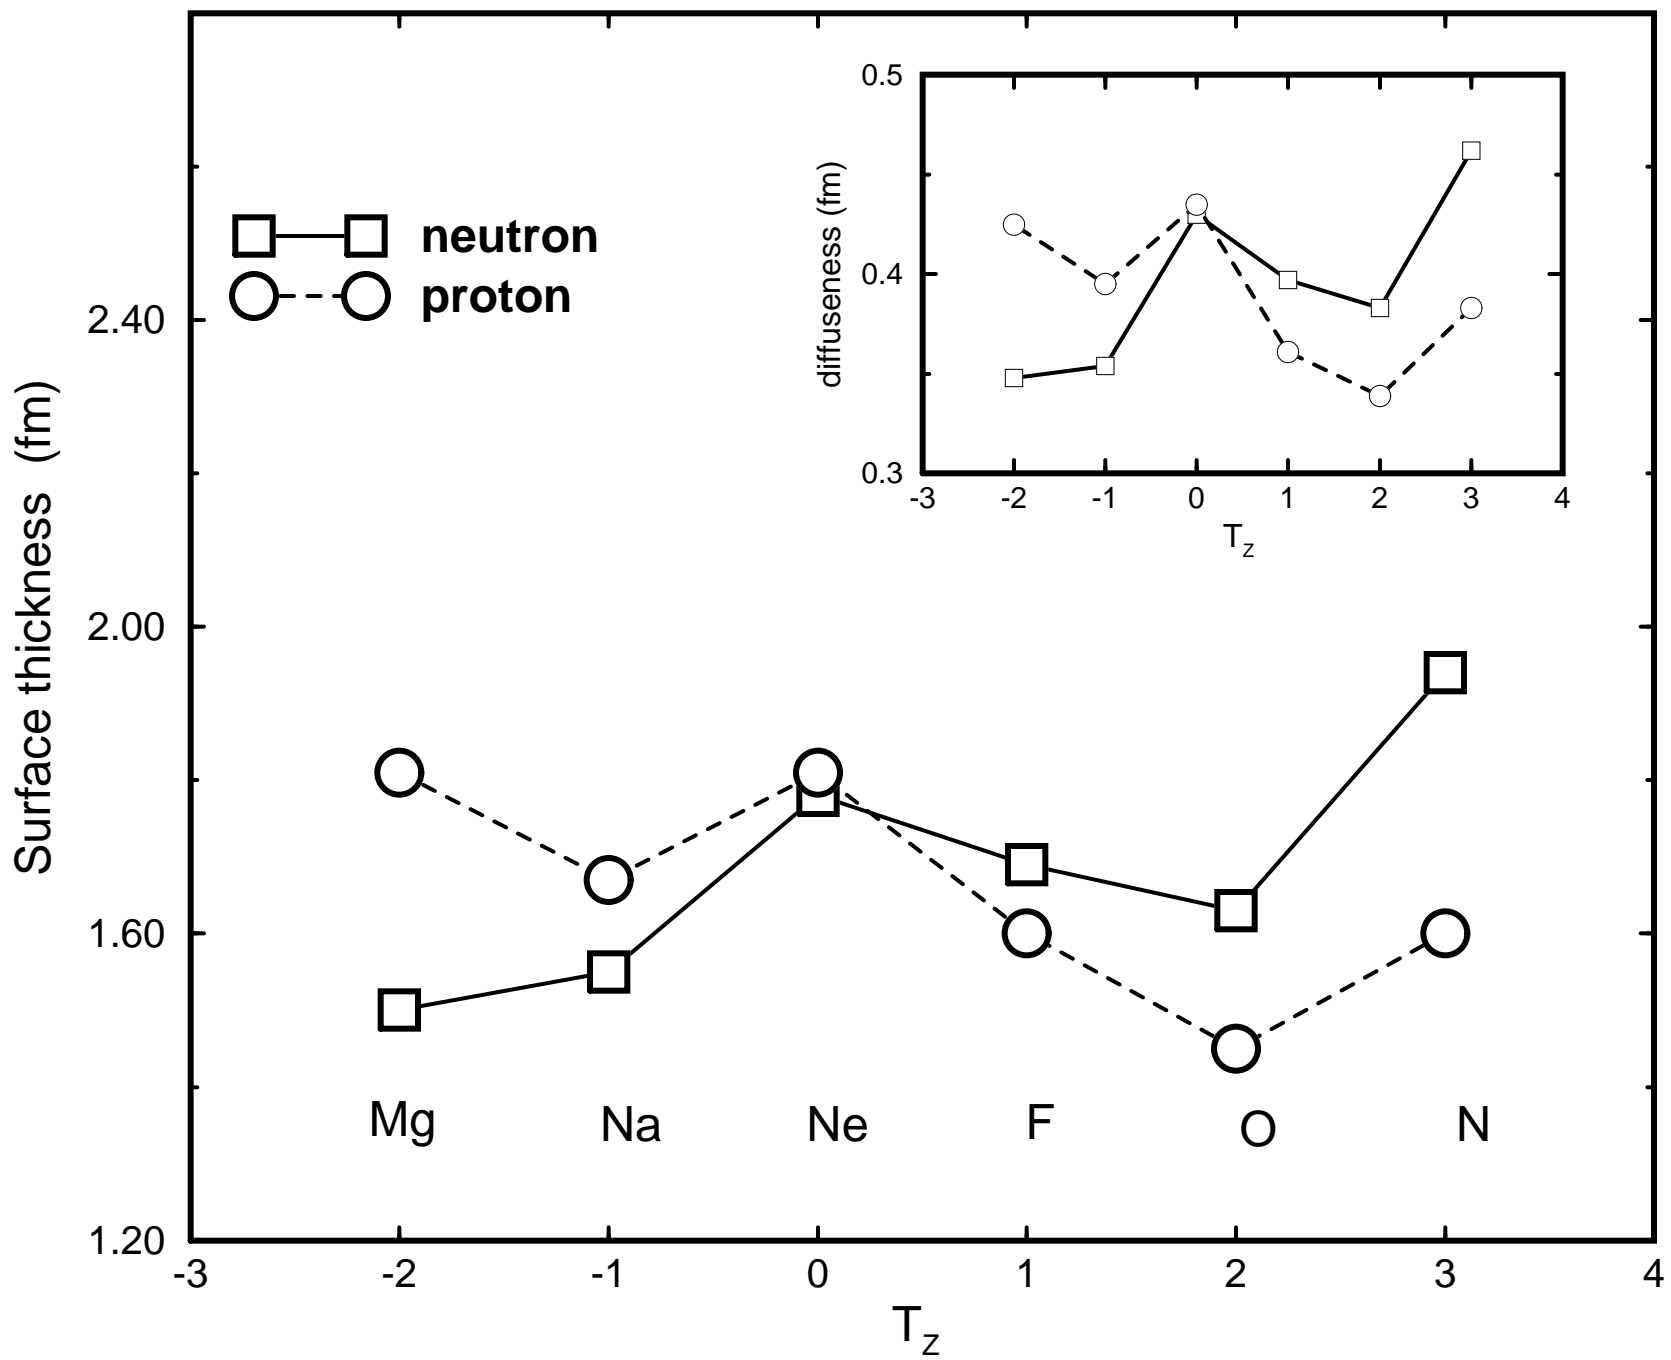 0.5
0.4
0.3
diffuseness (fm)
-3 -2 -1 0 1 2 3 4
Tz
neutron
proton
2.40
2.00
1.60
1.20
Surface thickness (fm)
Mg Na Ne F O N
-3 -2 -1 0 1 2 3 4
Tz